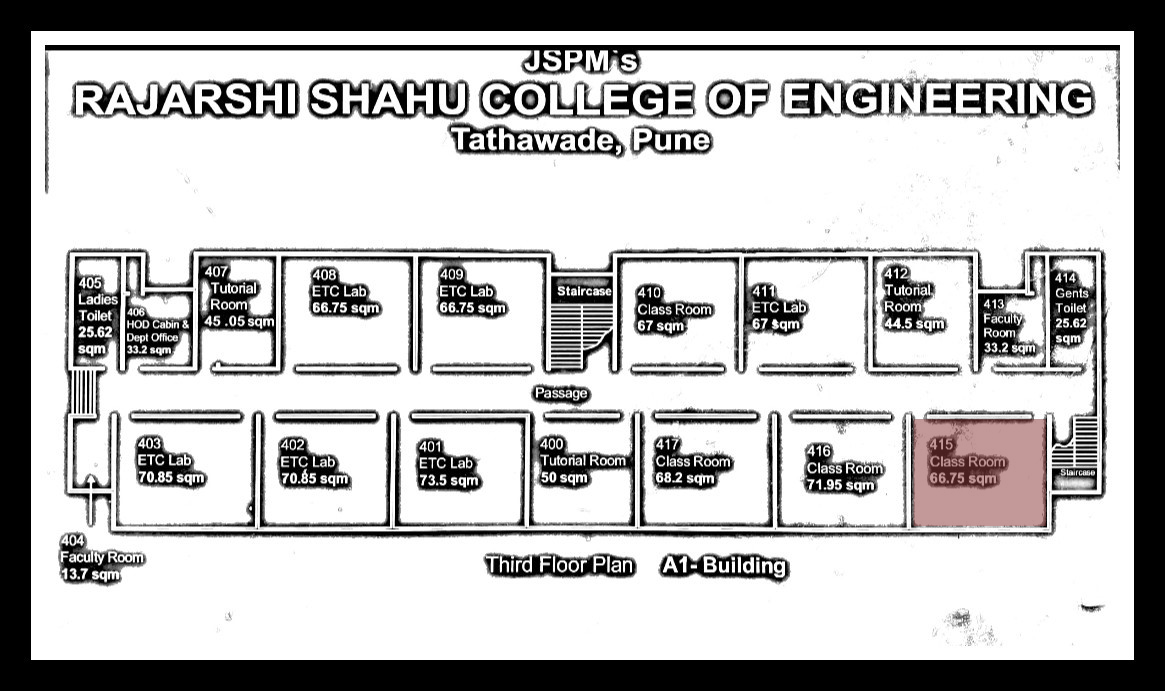 JSPM's
RAJARSHI SHAHU COLLEGE OF ENGINEERING
Tathawade, Pune
405
Ladies
Toilet
25.62
sqm
406
HOD Cabin &
Dept Office
33.2 sqm
407
Tutorial
Room
45 .05 sqm
408
ETC Lab
66.75 sqm
409
ETC Lab
66.75 sqm
Staircase
410
Class Room
67 sqm
411
ETC Lab
67 sqm
412
Tutorial
Room
44.5 sqm
413
Faculty
Room
33.2 sqm
414
Gents
Toilet
25.62
sqm
Passage
403
ETC Lab
70.85 sqm
402
ETC Lab
70.85 sqm
401
ETC Lab
73.5 sqm
400
Tutorial Room
50 sqm
417
Class Room
68.2 sqm
416
Class Room
71.95 sqm
415
Class Room
66.75 sqm
Staircase
404
Faculty Room
13.7 sqm
Third Floor Plan A1- Building